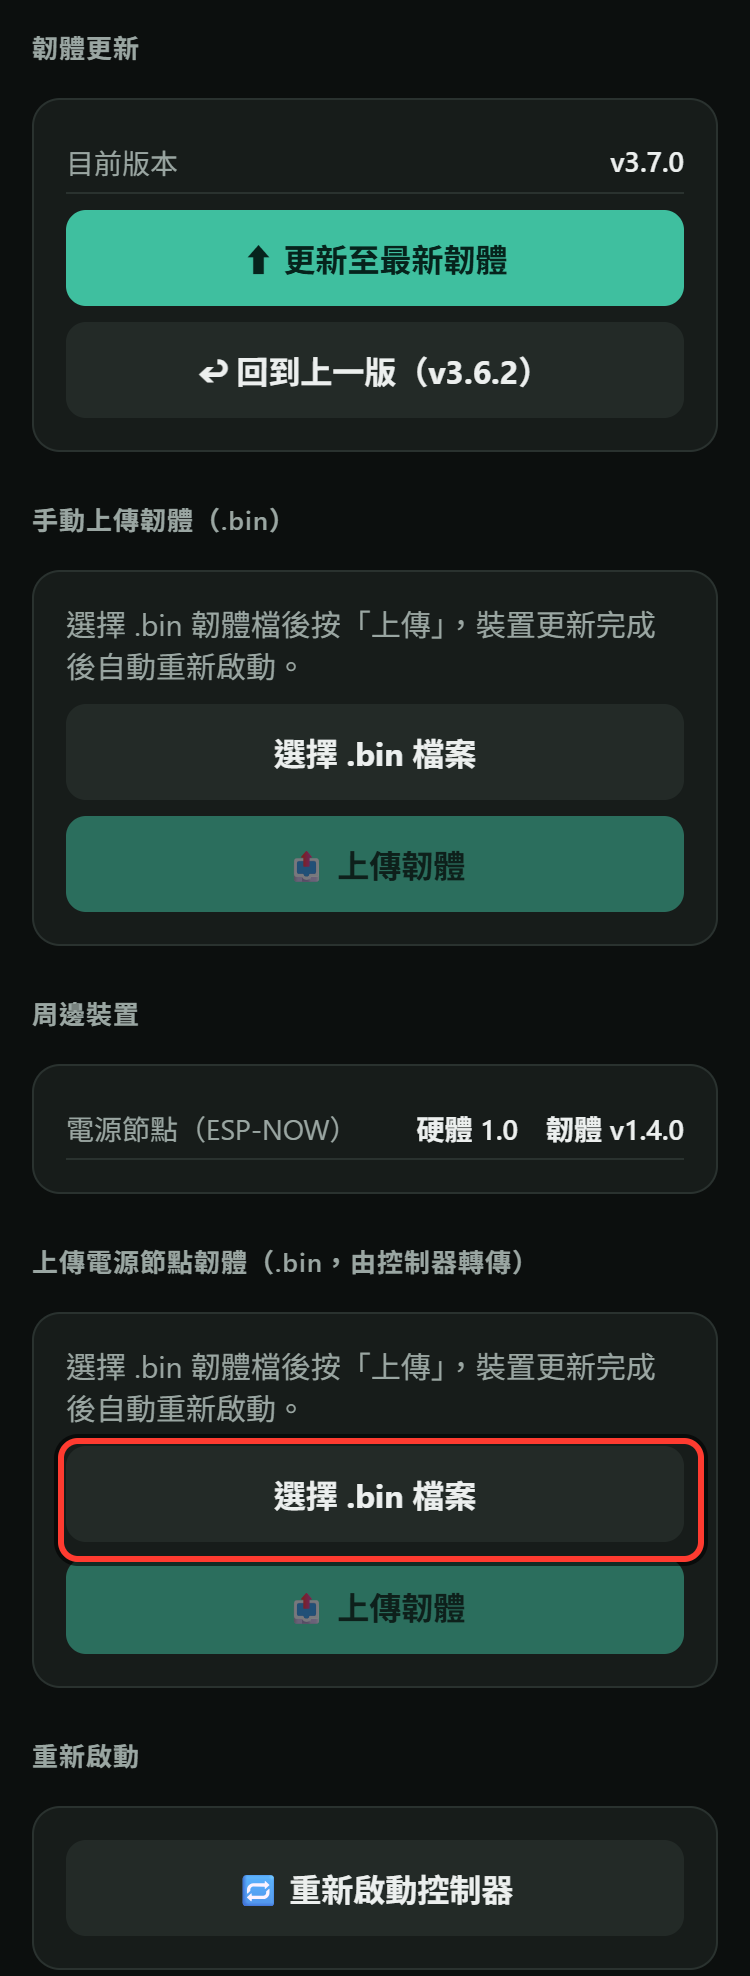 韌體更新
目前版本 v3.7.0
⬆ 更新至最新韌體
↩ 回到上一版（v3.6.2）
手動上傳韌體（.bin）
選擇 .bin 韌體檔後按「上傳」，裝置更新完成
後自動重新啟動。
選擇 .bin 檔案
📤 上傳韌體
周邊裝置
電源節點（ESP-NOW） 硬體 1.0 韌體 v1.4.0
上傳電源節點韌體（.bin，由控制器轉傳）
選擇 .bin 韌體檔後按「上傳」，裝置更新完成
後自動重新啟動。
選擇 .bin 檔案
📤 上傳韌體
重新啟動
🔁 重新啟動控制器